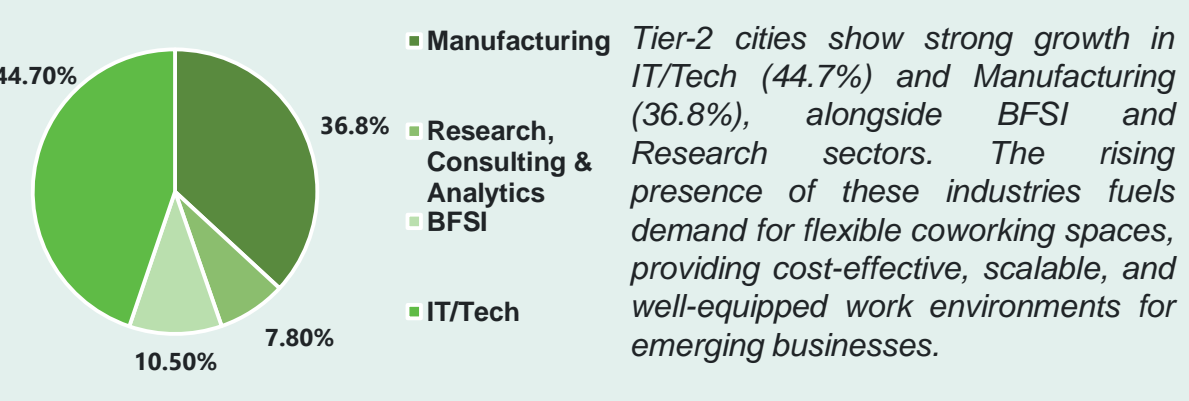 44.70%
36.8%
7.80%
10.50%
Manufacturing
Research,
Consulting &
Analytics
BFSI
IT/Tech
Tier-2 cities show strong growth in
IT/Tech (44.7%) and Manufacturing
(36.8%), alongside BFSI and
Research sectors. The rising
presence of these industries fuels
demand for flexible coworking spaces,
providing cost-effective, scalable, and
well-equipped work environments for
emerging businesses.